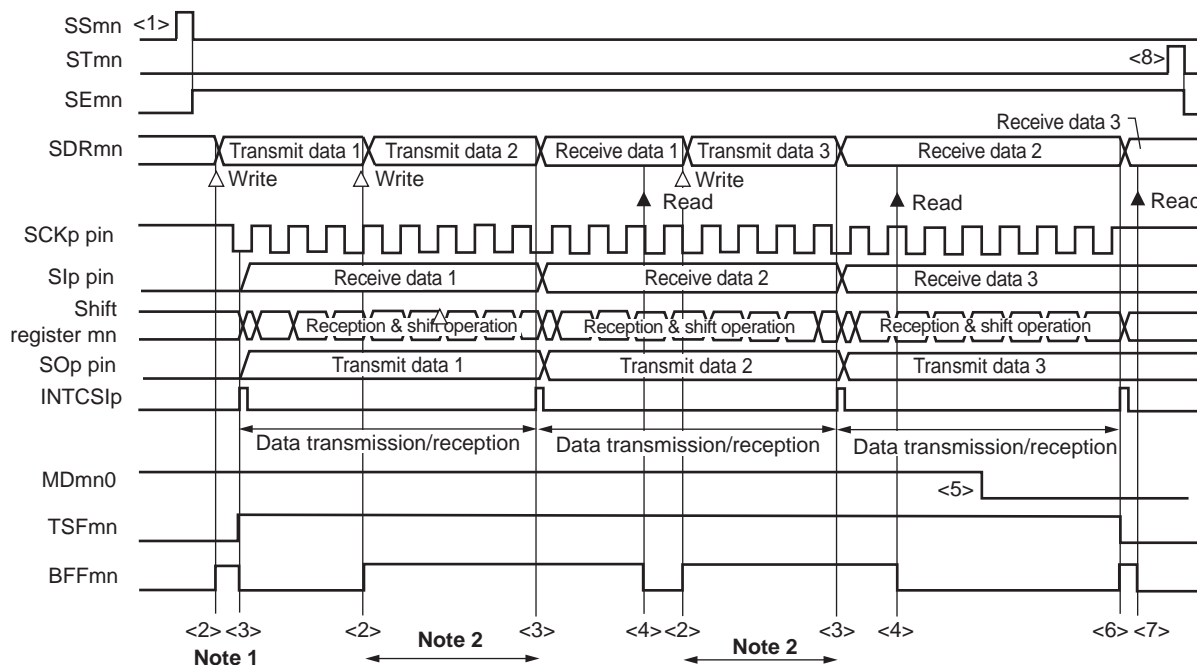 SSmn <1>
STmn <8>
SEmn
Receive data 3
SDRmn Transmit data 1 Transmit data 2 Receive data 1 Transmit data 3 Receive data 2
Write Write Write
Read Read Read
SCKp pin
SIp pin Receive data 1 Receive data 2 Receive data 3
Shift
register mn Reception & shift operation Reception & shift operation Reception & shift operation
SOp pin Transmit data 1 Transmit data 2 Transmit data 3
INTCSIp
Data transmission/reception Data transmission/reception Data transmission/reception
MDmn0 <5>
TSFmn
BFFmn
<2> <3> <2> <3> <4> <2> <3> <4> <6> <7>
Note 1 Note 2 Note 2